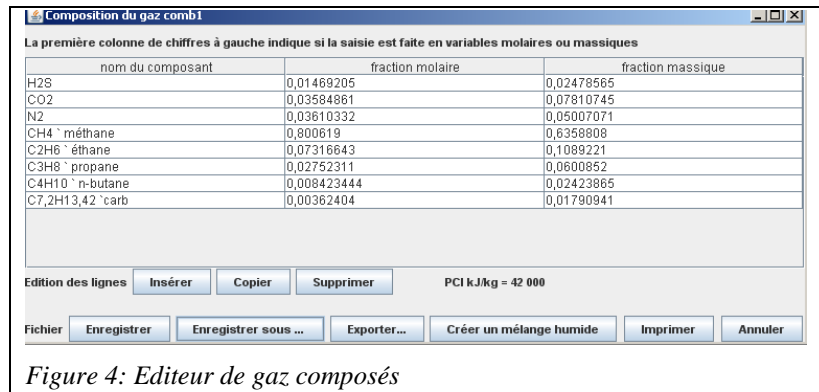 Composition du gaz comb1
La première colonne de chiffres à gauche indique si la saisie est faite en variables molaires ou massiques
nom du composant fraction molaire fraction massique
H2S 0,01469205 0,02478565
CO2 0,03584861 0,07810745
N2 0,03610332 0,05007071
CH4 ` méthane 0,800619 0,6358808
C2H6 ` éthane 0,07316643 0,1089221
C3H8 ` propane 0,02752311 0,0600852
C4H10 ` n-butane 0,008423444 0,02423865
C7,2H13,42 `carb 0,00362404 0,01790941
Edition des lignes Insérer Copier Supprimer PCI kJ/kg = 42 000
Fichier Enregistrer Enregistrer sous ... Exporter... Créer un mélange humide Imprimer Annuler
Figure 4: Editeur de gaz composés